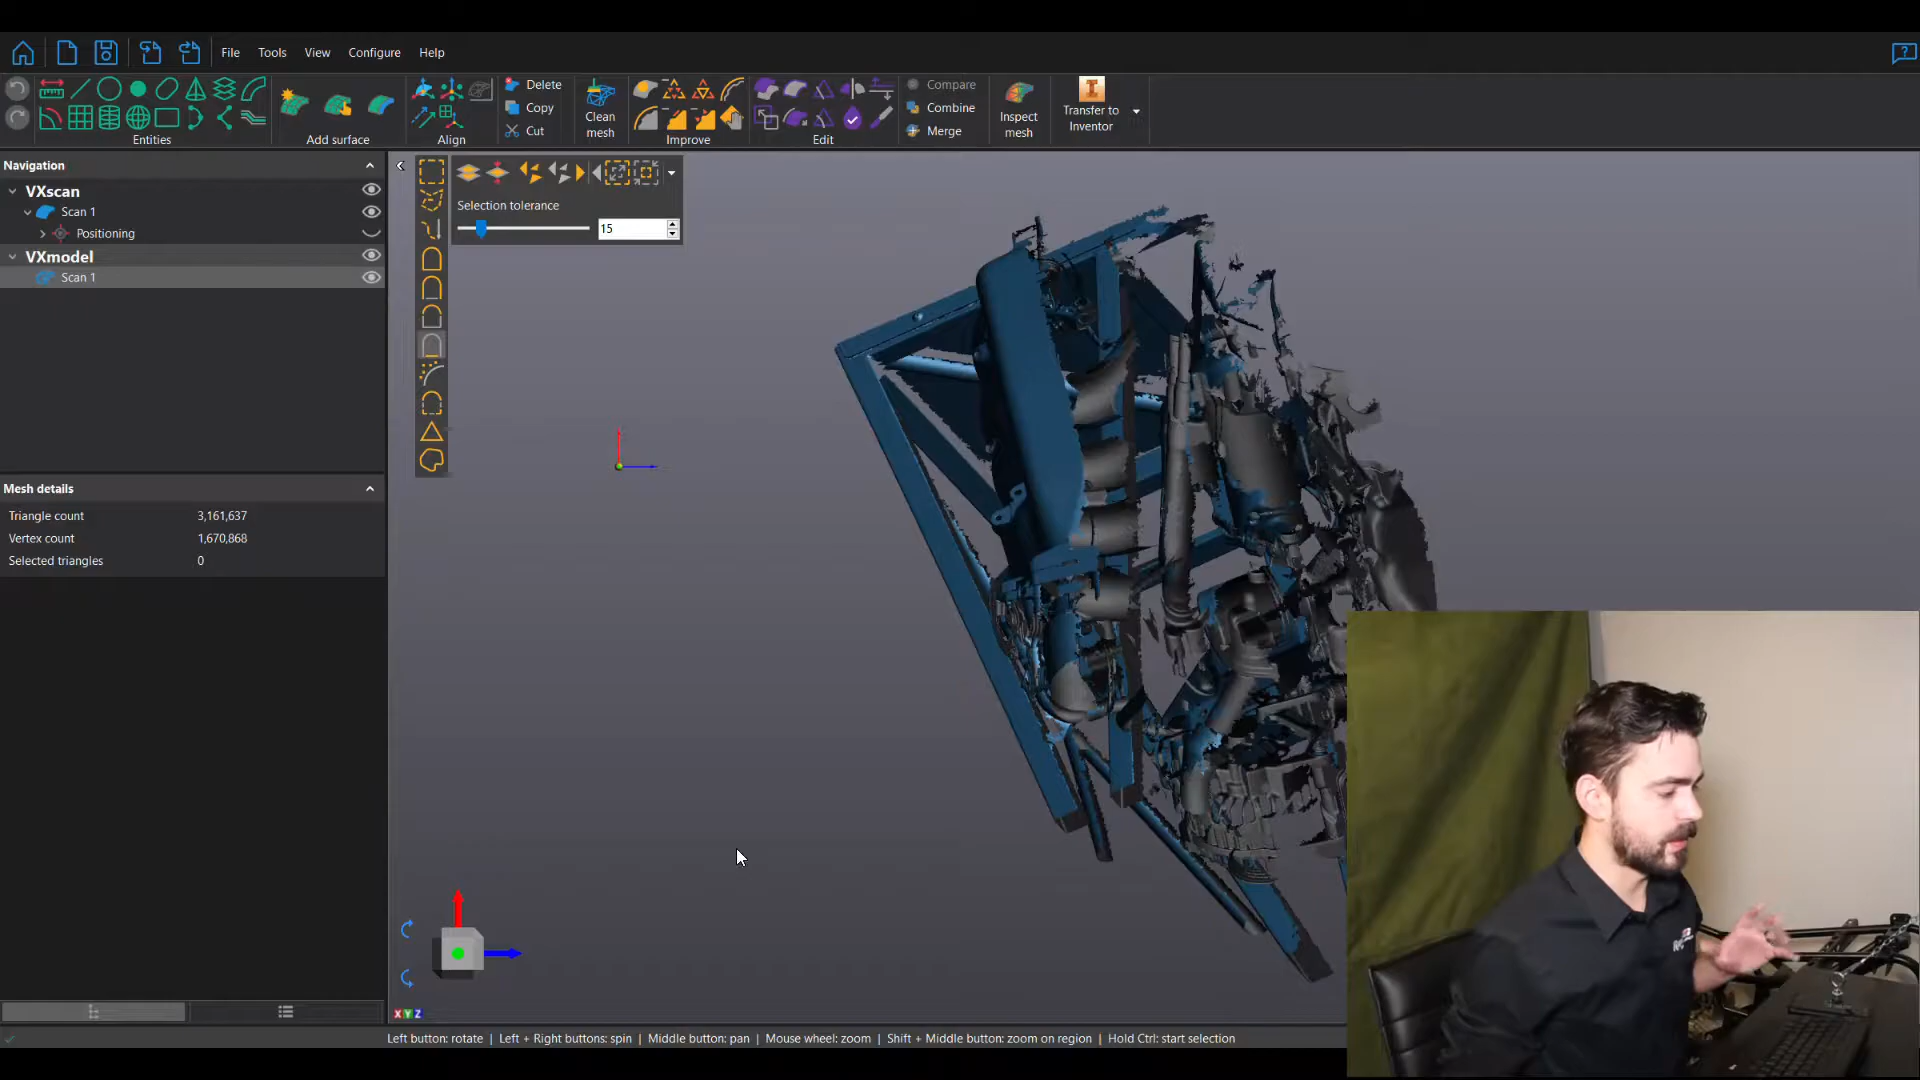 File Tools View Configure Help
Delete
Copy
Cut
Clean mesh
Compare
Combine
Merge
Inspect mesh
Transfer to Inventor
Entities
Add surface
Align
Improve
Edit
Navigation
VXscan
Scan 1
Positioning
VXmodel
Scan 1
Selection tolerance
15
Mesh details
Triangle count 3,161,637
Vertex count 1,670,868
Selected triangles 0
XYZ
Left button: rotate | Left + Right buttons: spin | Middle button: pan | Mouse wheel: zoom | Shift + Middle button: zoom on region | Hold Ctrl: start selection